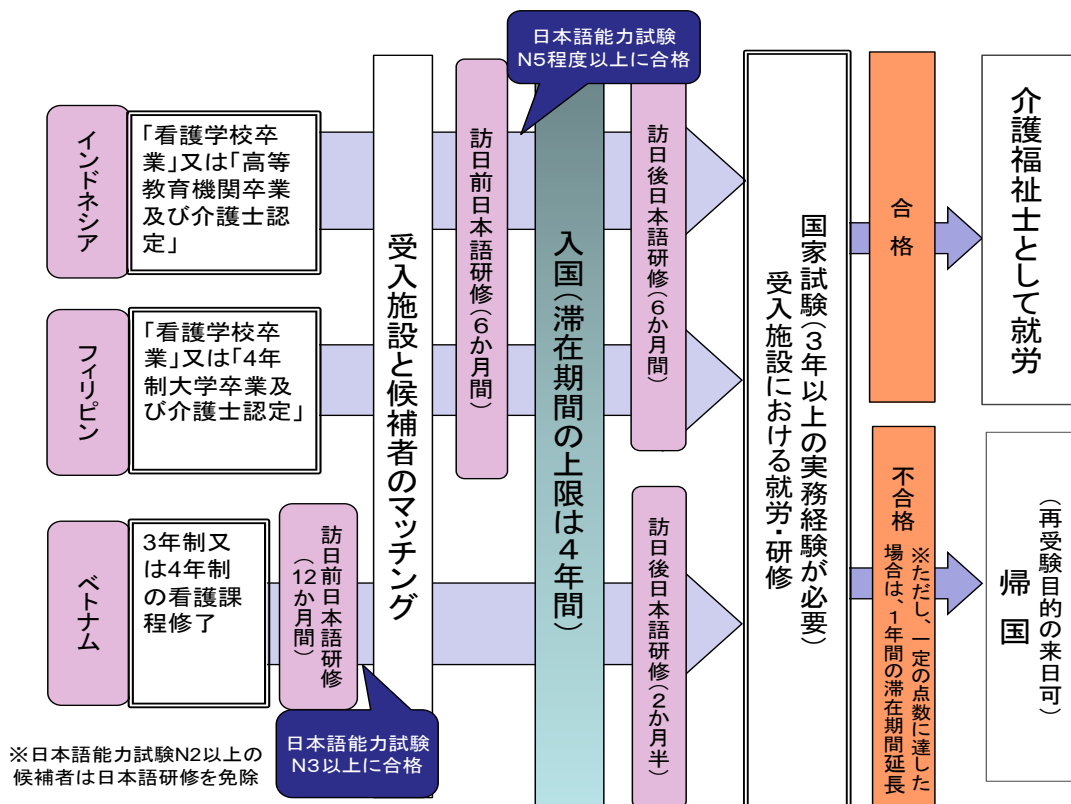 日本語能力試験
N5程度以上に合格
インドネシア
「看護学校卒
業」又は「高等
教育機関卒業
及び介護士認
定」
フィリピン
「看護学校卒
業」又は「4年
制大学卒業及
び介護士認定」
ベトナム
3年制又
は4年制
の看護課
程修了
訪日前日本語研修
(12か月間)
日本語能力試験
N3以上に合格
※日本語能力試験N2以上の
候補者は日本語研修を免除
受入施設と候補者のマッチング
訪日前日本語研修(6か月間)
入国(滞在期間の上限は4年間)
訪日後日本語研修(6か月間)
訪日後日本語研修(2か月半)
国家試験(3年以上の実務経験が必要)
受入施設における就労・研修
合格
不合格
※ただし、一定の点数に達した
場合は、1年間の滞在期間延長
介護福祉士として就労
(再受験目的の来日可)
帰国